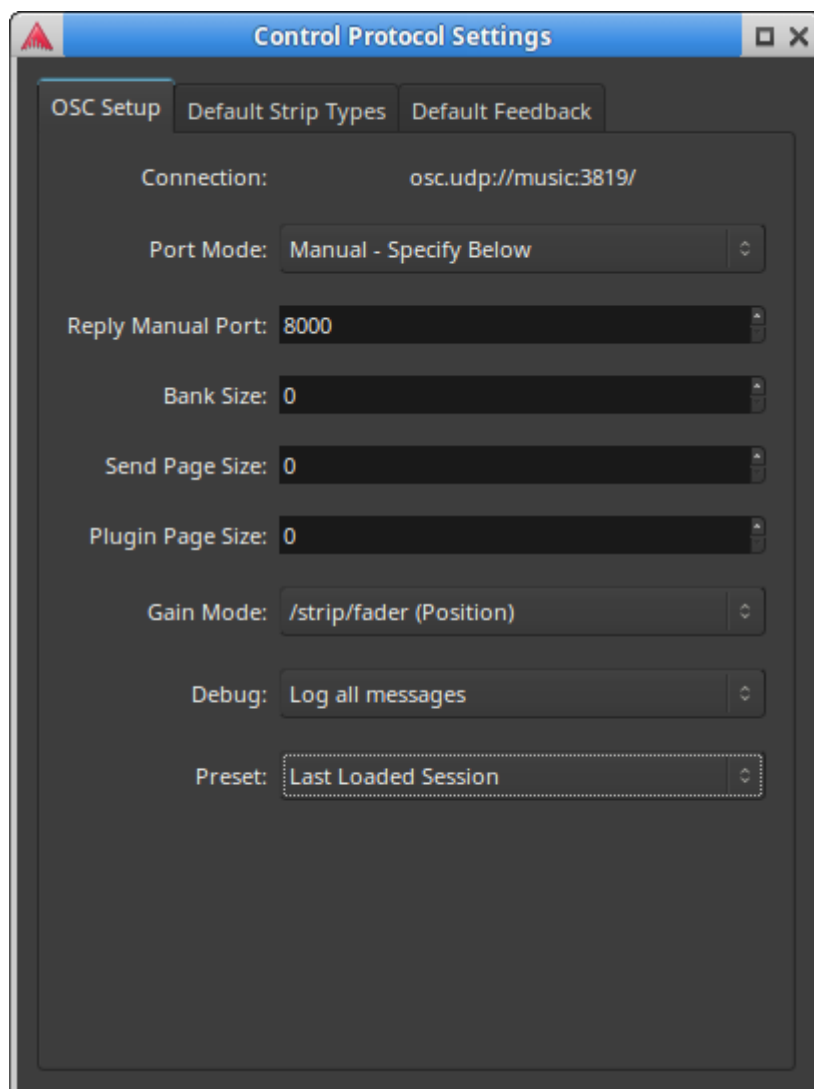 Control Protocol Settings
OSC Setup Default Strip Types Default Feedback
Connection: osc.udp://music:3819/
Port Mode: Manual - Specify Below
Reply Manual Port: 8000
Bank Size: 0
Send Page Size: 0
Plugin Page Size: 0
Gain Mode: /strip/fader (Position)
Debug: Log all messages
Preset: Last Loaded Session